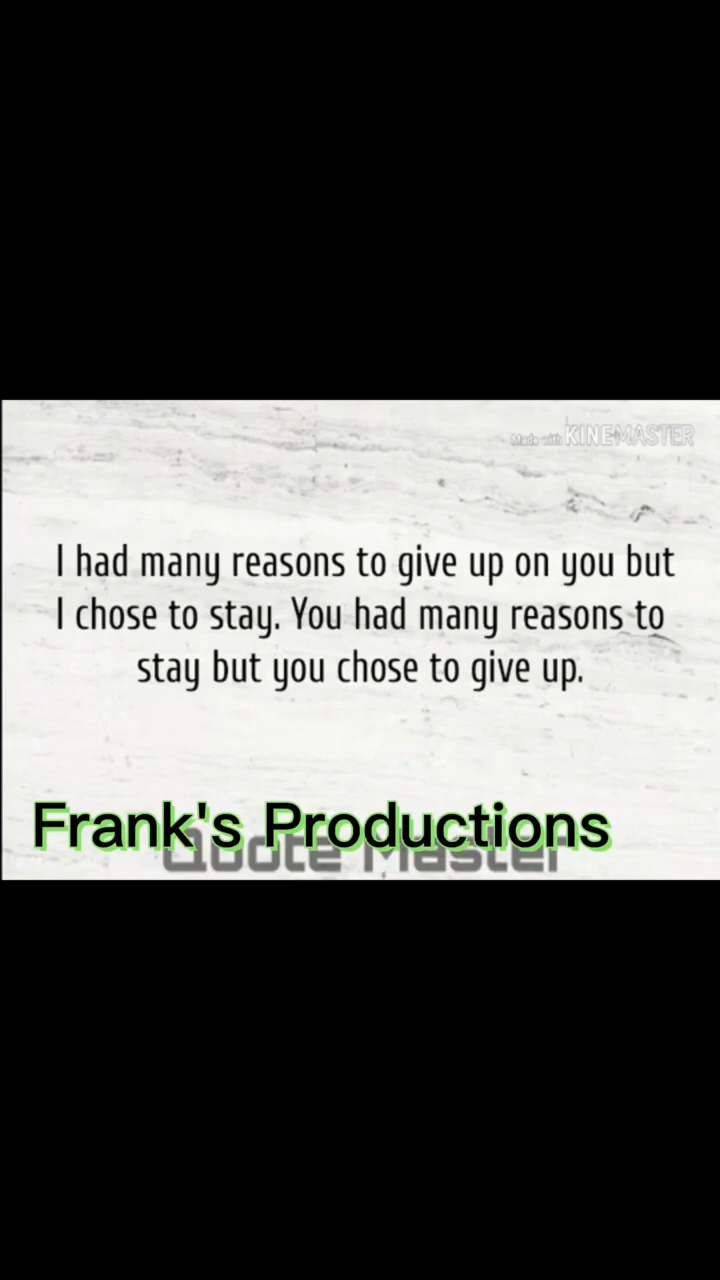 Made with KINEMASTER
I had many reasons to give up on you but
I chose to stay. You had many reasons to
stay but you chose to give up.
Frank's Productions
Quote Master